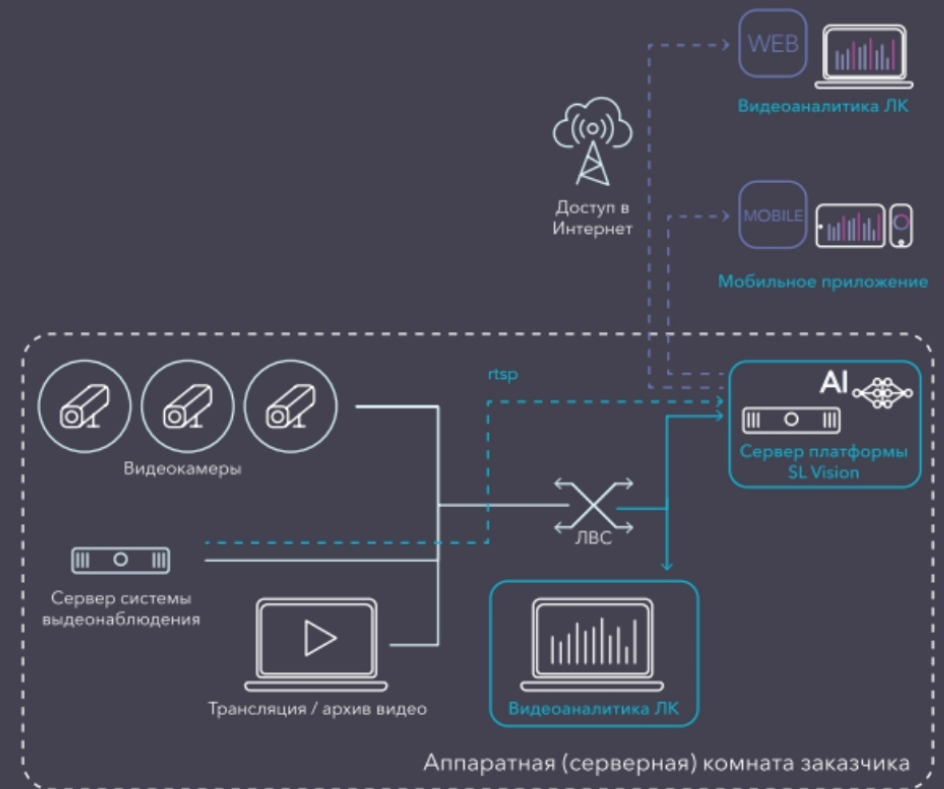 WEB
Видеоаналитика ЛК
Доступ в
Интернет
MOBILE
Мобильное приложение
rtsp
AI
Видеокамеры
Сервер платформы
SL Vision
ЛВС
Сервер системы
выдеонаблюдения
Трансляция / архив видео
Видеоаналитика ЛК
Аппаратная (серверная) комната заказчика